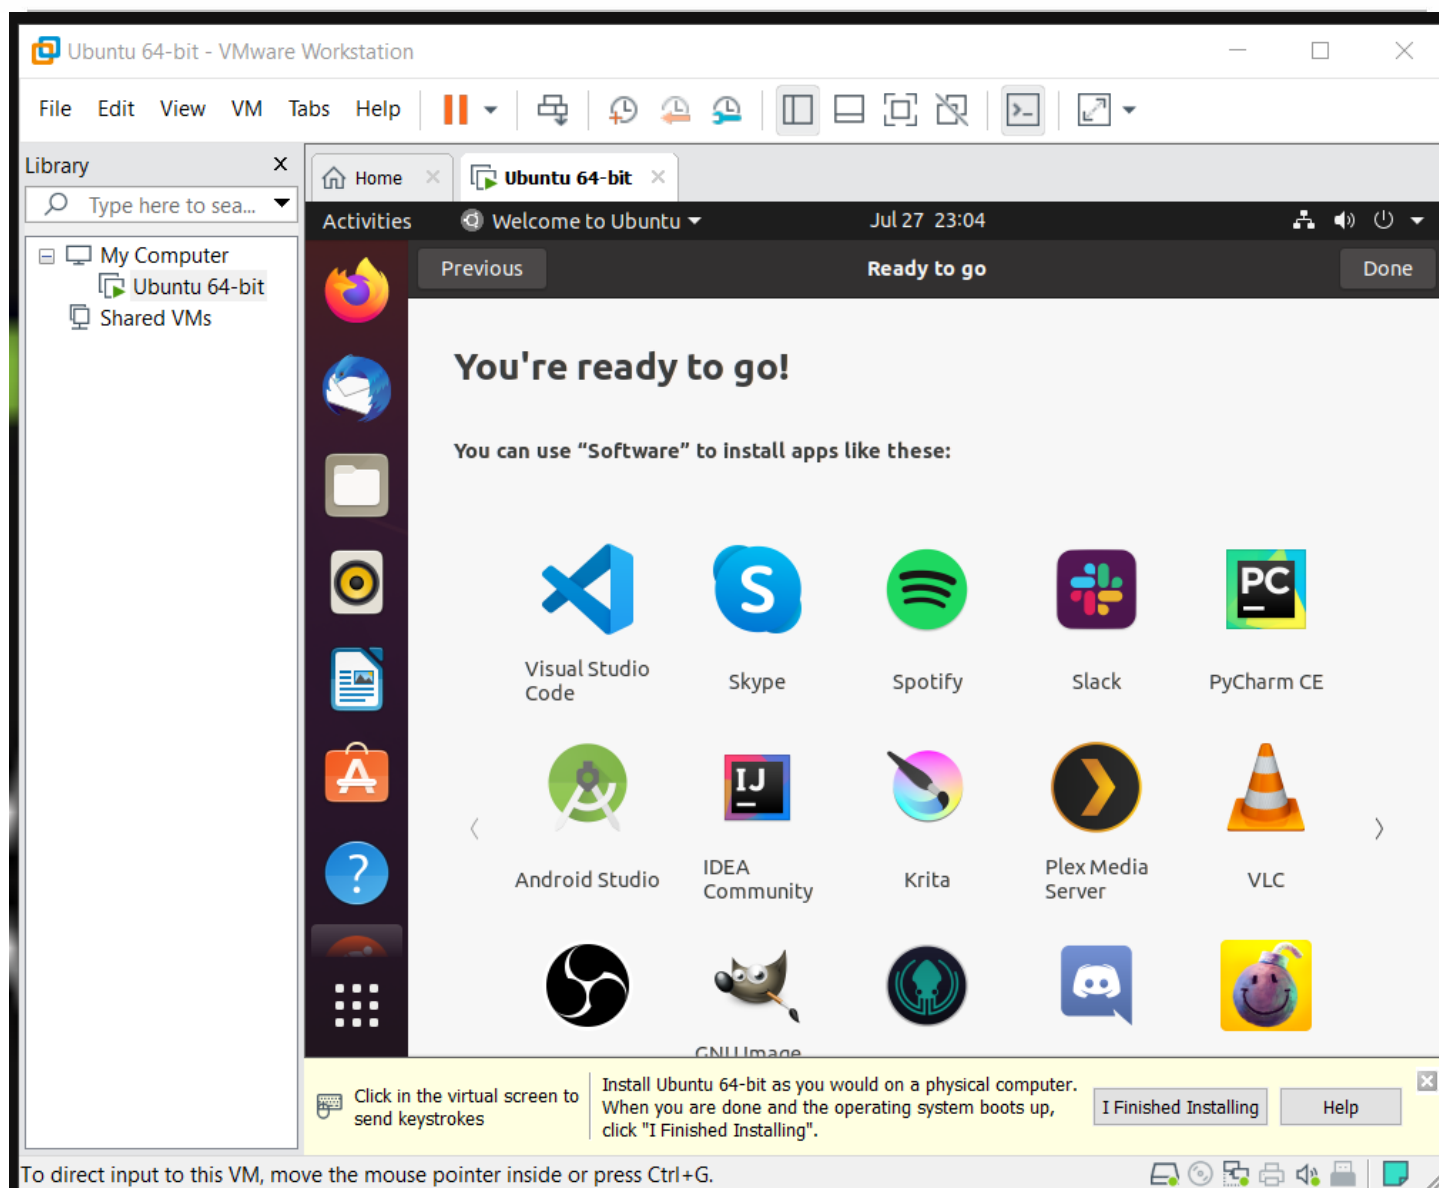 Ubuntu 64-bit - VMware Workstation
File Edit View VM Tabs Help
Library X
Type here to sea...
My Computer
Ubuntu 64-bit
Shared VMs
Home
Ubuntu 64-bit
Activities Welcome to Ubuntu Jul 27 23:04
Previous Ready to go Done
You're ready to go!
You can use “Software” to install apps like these:
S
PC
Visual Studio
Code
Skype
Spotify
Slack
PyCharm CE
IJ
Android Studio
IDEA
Community
Krita
Plex Media
Server
VLC
GNU Image
Click in the virtual screen to
send keystrokes
Install Ubuntu 64-bit as you would on a physical computer.
When you are done and the operating system boots up,
click "I Finished Installing".
I Finished Installing
Help
To direct input to this VM, move the mouse pointer inside or press Ctrl+G.